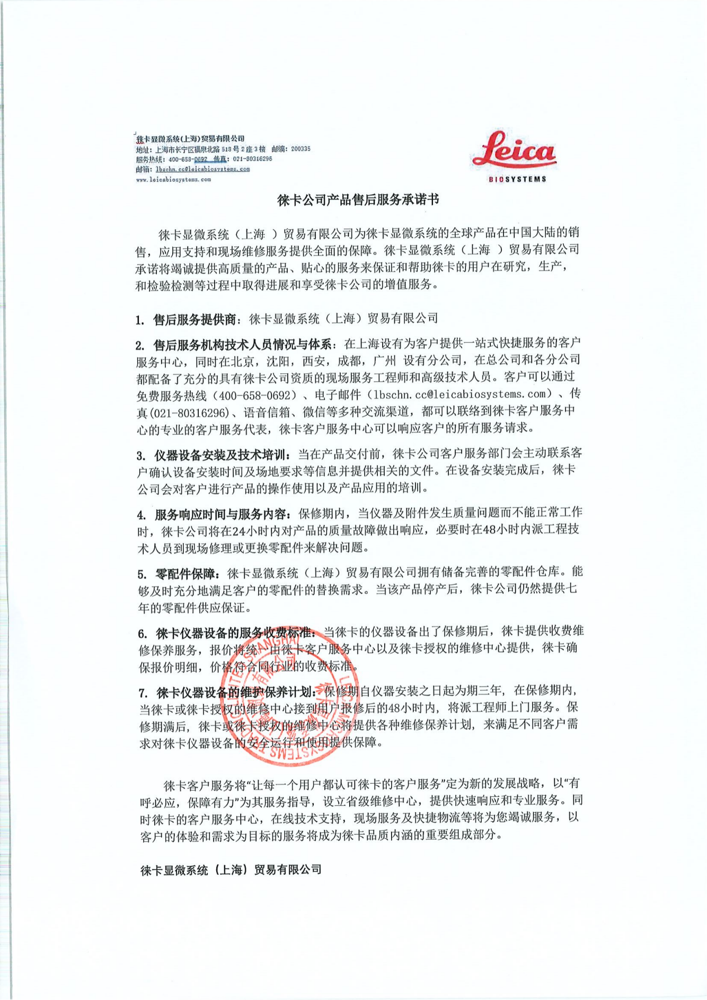 徕卡显微系统(上海)贸易有限公司
地址：上海市长宁区福泉北路 518 号 2 座 3 楼 邮编：200335
服务热线：400-658-0692 传真：021-80316296
邮箱：lbschn.cc@leicabiosystems.com
www.leicabiosystems.com
Leica
BIOSYSTEMS
徕卡公司产品售后服务承诺书
徕卡显微系统（上海 ）贸易有限公司为徕卡显微系统的全球产品在中国大陆的销
售，应用支持和现场维修服务提供全面的保障。徕卡显微系统（上海 ）贸易有限公司
承诺将竭诚提供高质量的产品、贴心的服务来保证和帮助徕卡的用户在研究，生产，
和检验检测等过程中取得进展和享受徕卡公司的增值服务。
1. 售后服务提供商：徕卡显微系统（上海）贸易有限公司
2. 售后服务机构技术人员情况与体系：在上海设有为客户提供一站式快捷服务的客户
服务中心，同时在北京，沈阳，西安，成都，广州 设有分公司，在总公司和各分公司
都配备了充分的具有徕卡公司资质的现场服务工程师和高级技术人员。客户可以通过
免费服务热线（400-658-0692）、电子邮件（lbschn.cc@leicabiosystems.com）、传
真(021-80316296)、语音信箱、微信等多种交流渠道，都可以联络到徕卡客户服务中
心的专业的客户服务代表，徕卡客户服务中心可以响应客户的所有服务请求。
3. 仪器设备安装及技术培训：当在产品交付前，徕卡公司客户服务部门会主动联系客
户确认设备安装时间及场地要求等信息并提供相关的文件。在设备安装完成后，徕卡
公司会对客户进行产品的操作使用以及产品应用的培训。
4. 服务响应时间与服务内容：保修期内，当仪器及附件发生质量问题而不能正常工作
时，徕卡公司将在24小时内对产品的质量故障做出响应，必要时在48小时内派工程技
术人员到现场修理或更换零配件来解决问题。
5. 零配件保障：徕卡显微系统（上海）贸易有限公司拥有储备完善的零配件仓库。能
够及时充分地满足客户的零配件的替换需求。当该产品停产后，徕卡公司仍然提供七
年的零配件供应保证。
6. 徕卡仪器设备的服务收费标准：当徕卡的仪器设备出了保修期后，徕卡提供收费维
修保养服务，报价将统一由徕卡客户服务中心以及徕卡授权的维修中心提供，徕卡确
保报价明细，价格符合同行业的收费标准。
7. 徕卡仪器设备的维护保养计划：保修期自仪器安装之日起为期三年，在保修期内，
当徕卡或徕卡授权的维修中心接到用户报修后的48小时内，将派工程师上门服务。保
修期满后，徕卡或徕卡授权的维修中心将提供各种维修保养计划，来满足不同客户需
求对徕卡仪器设备的安全运行和使用提供保障。
LEICA MICROSYSTEMS TRADING LIMITED SHANGHAI
徕卡显微系统(上海)贸易有限公司
徕卡客户服务将“让每一个用户都认可徕卡的客户服务”定为新的发展战略，以“有
呼必应，保障有力”为其服务指导，设立省级维修中心，提供快速响应和专业服务。同
时徕卡的客户服务中心，在线技术支持，现场服务及快捷物流等将为您竭诚服务，以
客户的体验和需求为目标的服务将成为徕卡品质内涵的重要组成部分。
徕卡显微系统（上海）贸易有限公司